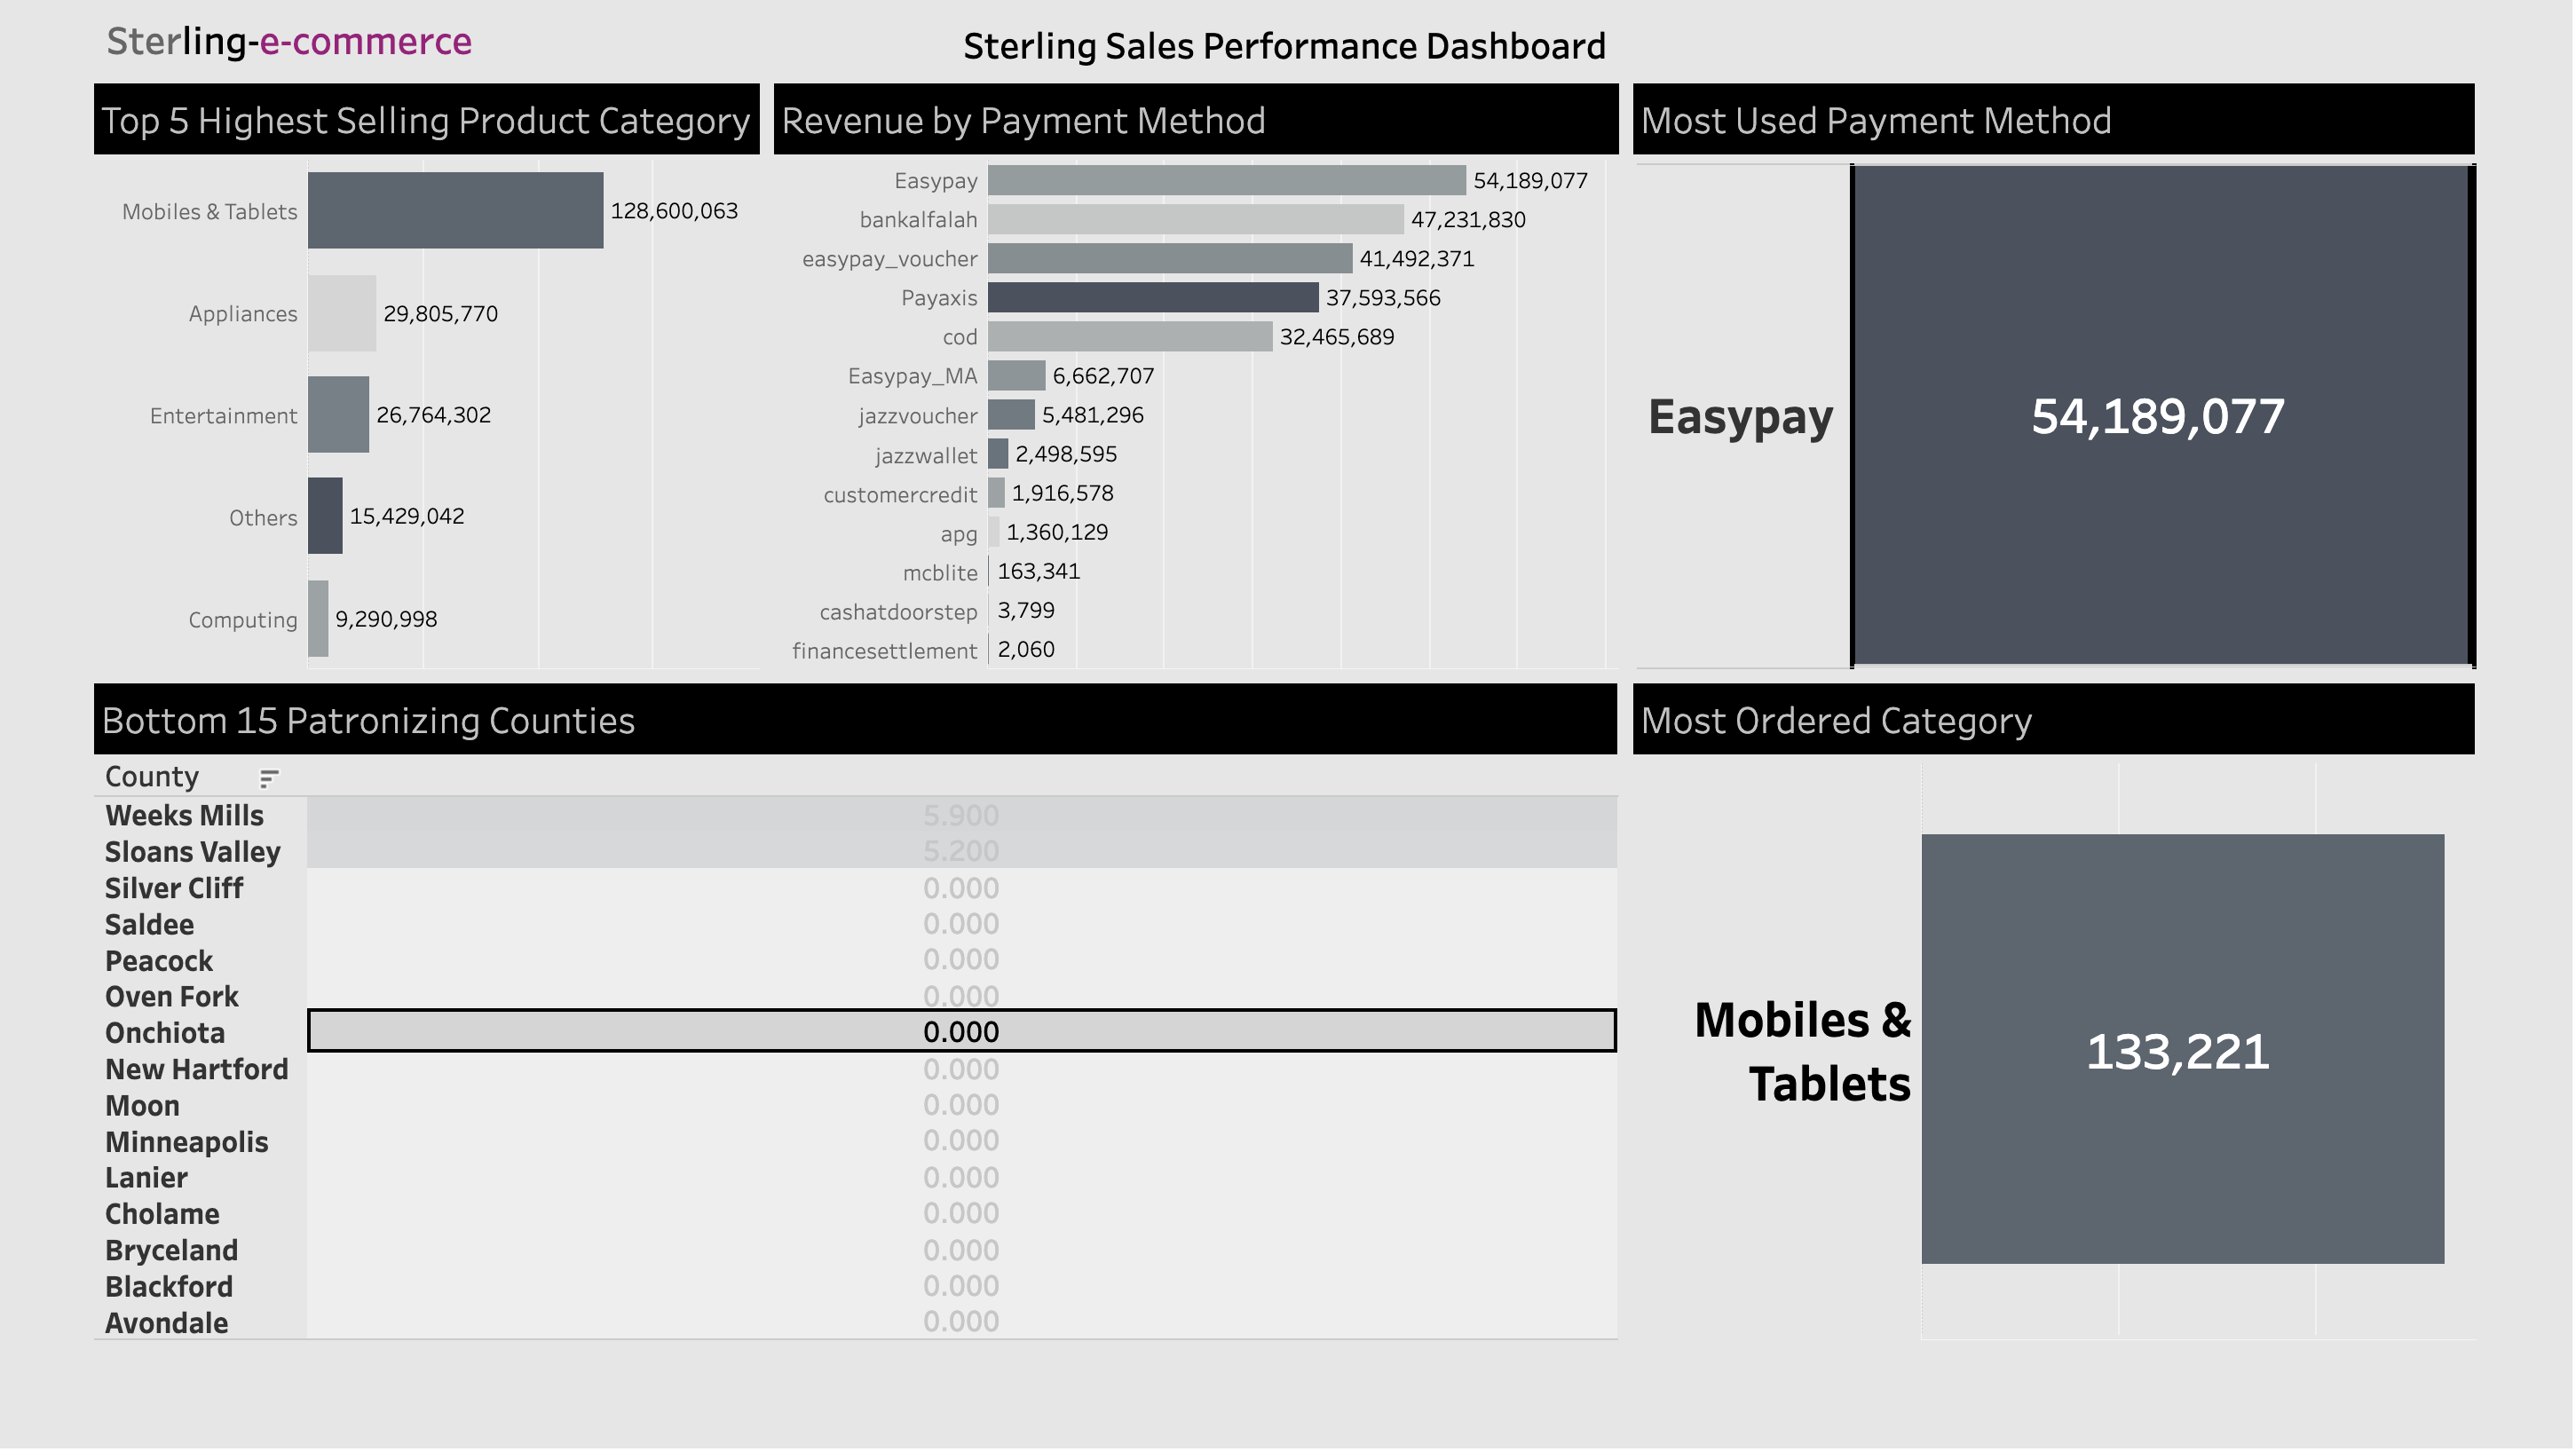 Sterling-e-commerce
Sterling Sales Performance Dashboard
Top 5 Highest Selling Product Category
Mobiles & Tablets 128,600,063
Appliances 29,805,770
Entertainment 26,764,302
Others 15,429,042
Computing 9,290,998
Revenue by Payment Method
Easypay 54,189,077
bankalfalah 47,231,830
easypay_voucher 41,492,371
Payaxis 37,593,566
cod 32,465,689
Easypay_MA 6,662,707
jazzvoucher 5,481,296
jazzwallet 2,498,595
customercredit 1,916,578
apg 1,360,129
mcblite 163,341
cashatdoorstep 3,799
financesettlement 2,060
Most Used Payment Method
Easypay 54,189,077
Bottom 15 Patronizing Counties
County
Weeks Mills 5.900
Sloans Valley 5.200
Silver Cliff 0.000
Saldee 0.000
Peacock 0.000
Oven Fork 0.000
Onchiota 0.000
New Hartford 0.000
Moon 0.000
Minneapolis 0.000
Lanier 0.000
Cholame 0.000
Bryceland 0.000
Blackford 0.000
Avondale 0.000
Most Ordered Category
Mobiles &
Tablets
133,221